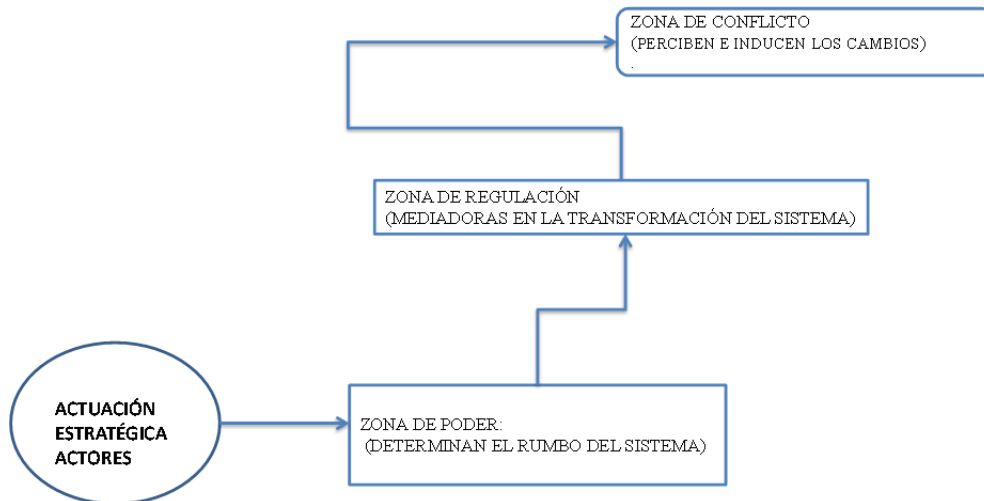 ZONA DE CONFLICTO
(PERCIBEN E INDUCEN LOS CAMBIOS)
.
ZONA DE REGULACIÓN
(MEDIADORAS EN LA TRANSFORMACIÓN DEL SISTEMA)
ACTUACIÓN
ESTRATÉGICA
ACTORES
ZONA DE PODER:
(DETERMINAN EL RUMBO DEL SISTEMA)